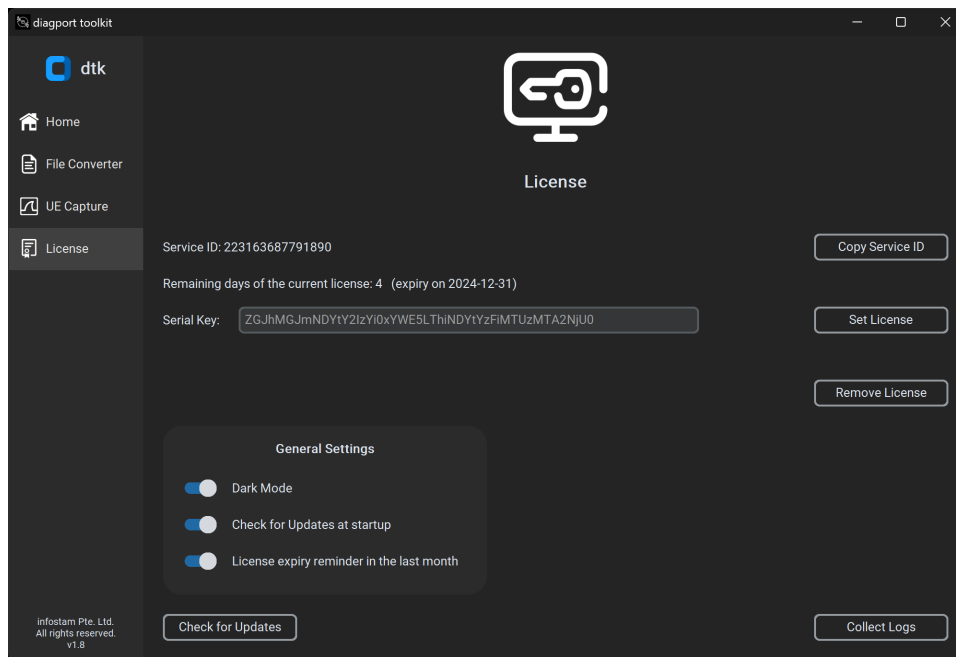 diagport toolkit
dtk
Home
File Converter
UE Capture
License
License
Service ID: 223163687791890
Copy Service ID
Remaining days of the current license: 4 (expiry on 2024-12-31)
Serial Key:
ZGJhMGJmNDYtY2IzYi0xYWE5LThiNDYtYzFiMTUzMTA2NjU0
Set License
Remove License
General Settings
Dark Mode
Check for Updates at startup
License expiry reminder in the last month
infostam Pte. Ltd.
All rights reserved.
v1.8
Check for Updates
Collect Logs